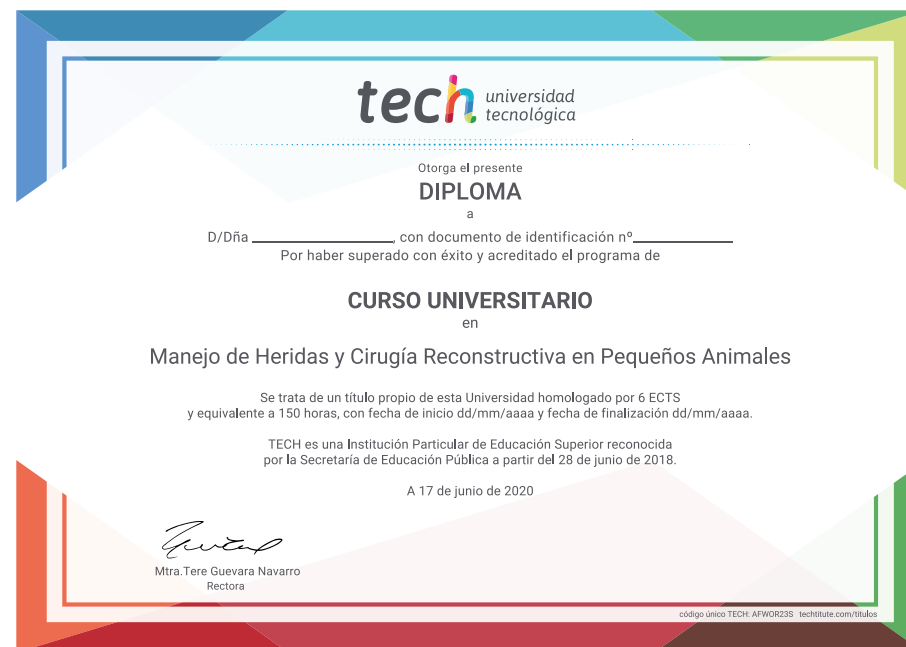 tech universidad
tecnológica
Otorga el presente
DIPLOMA
a
D/Dña ____________________, con documento de identificación nº______________
Por haber superado con éxito y acreditado el programa de
CURSO UNIVERSITARIO
en
Manejo de Heridas y Cirugía Reconstructiva en Pequeños Animales
Se trata de un título propio de esta Universidad homologado por 6 ECTS
y equivalente a 150 horas, con fecha de inicio dd/mm/aaaa y fecha de finalización dd/mm/aaaa.
TECH es una Institución Particular de Educación Superior reconocida
por la Secretaría de Educación Pública a partir del 28 de junio de 2018.
A 17 de junio de 2020
Mtra.Tere Guevara Navarro
Rectora
código único TECH: AFWOR23S techtitute.com/titulos